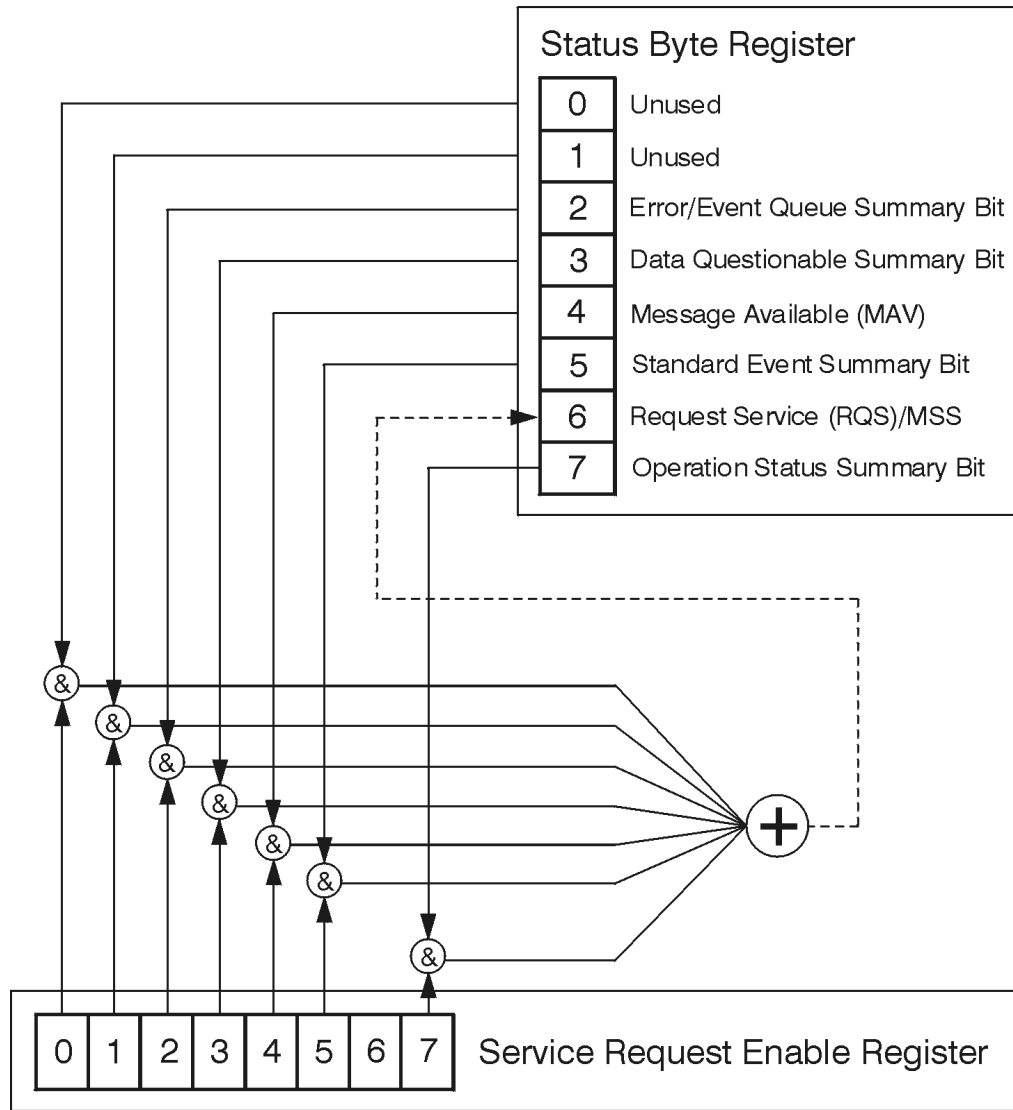 Status Byte Register
0 Unused
1 Unused
2 Error/Event Queue Summary Bit
3 Data Questionable Summary Bit
4 Message Available (MAV)
5 Standard Event Summary Bit
6 Request Service (RQS)/MSS
7 Operation Status Summary Bit
&
&
&
&
&
&
&
+
0 1 2 3 4 5 6 7 Service Request Enable Register